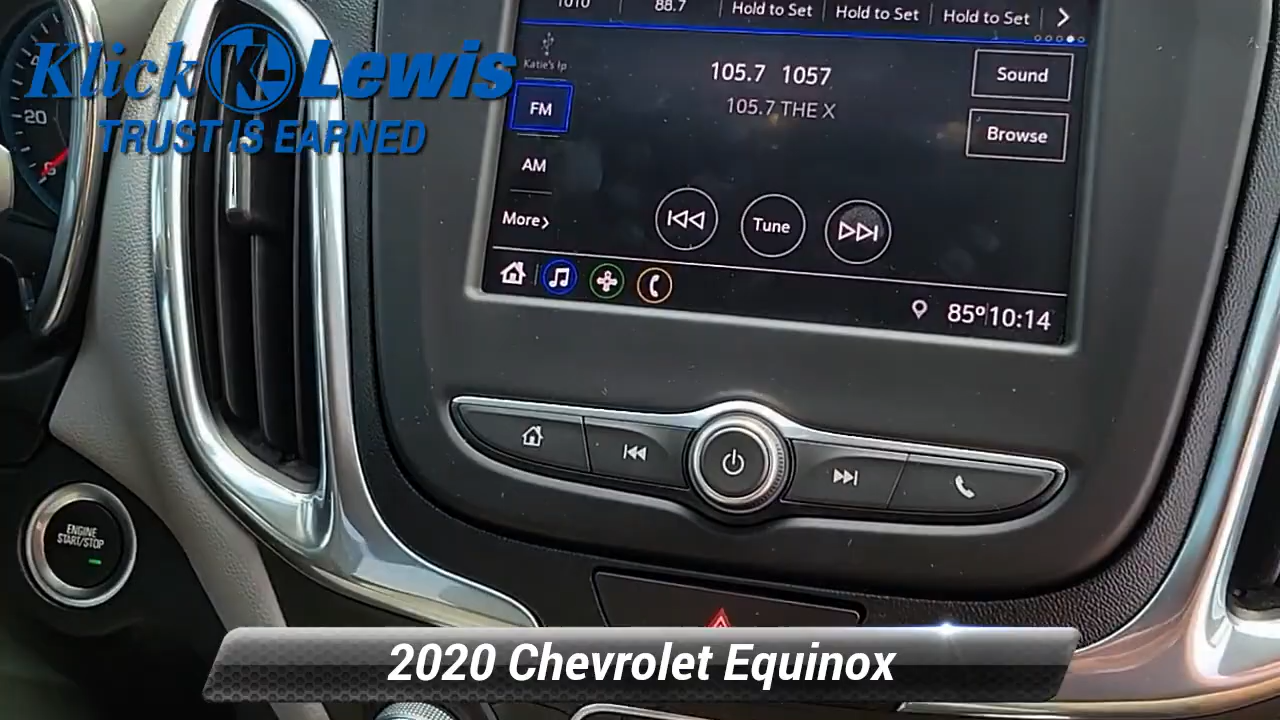 1010 88.7 Hold to Set Hold to Set Hold to Set
Klick K L Lewis
TRUST IS EARNED
Katie's ip
105.7 1057
105.7 THE X
Sound
FM
Browse
20
AM
More
Tune
85° 10:14
ENGINE
START/STOP
2020 Chevrolet Equinox